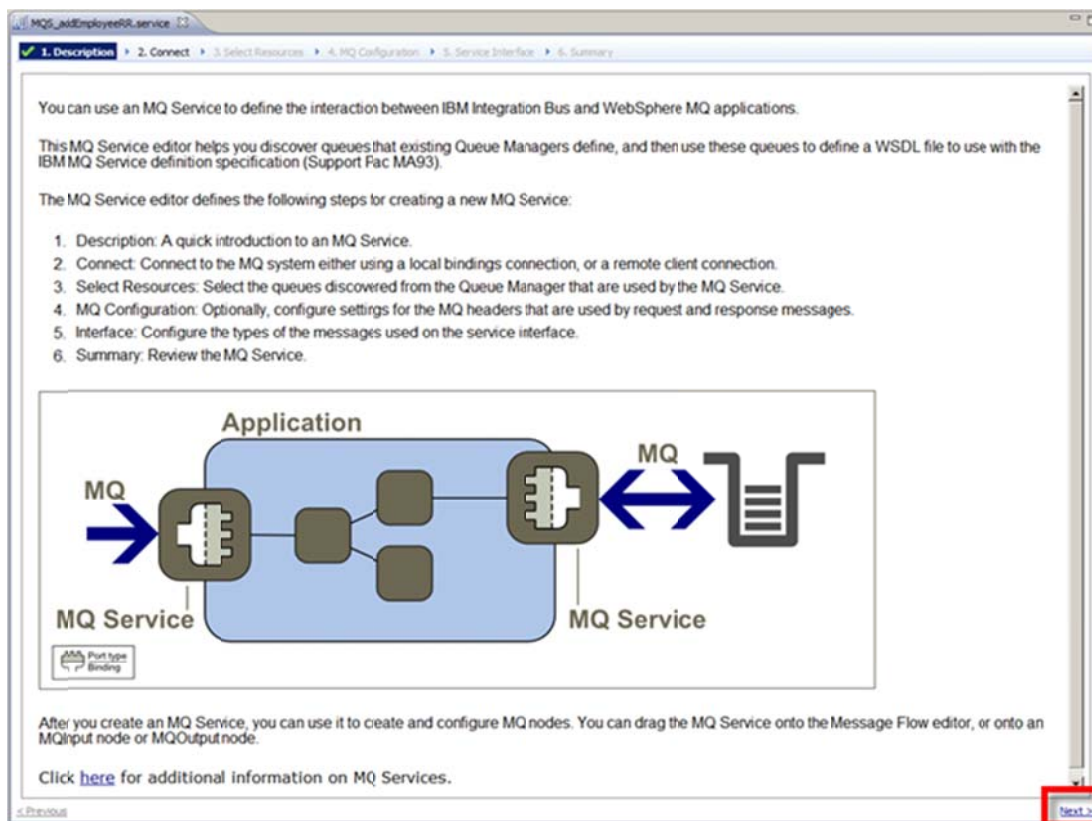 MQS_addEmployeeRR.service
1. Description 2. Connect 3. Select Resources 4. MQ Configuration 5. Service Interface 6. Summary
You can use an MQ Service to define the interaction between IBM Integration Bus and WebSphere MQ applications.
This MQ Service editor helps you discover queues that existing Queue Managers define, and then use these queues to define a WSDL file to use with the
IBM MQ Service definition specification (Support Pac MA93).
The MQ Service editor defines the following steps for creating a new MQ Service:
1. Description: A quick introduction to an MQ Service.
2. Connect: Connect to the MQ system either using a local bindings connection, or a remote client connection.
3. Select Resources: Select the queues discovered from the Queue Manager that are used by the MQ Service.
4. MQ Configuration: Optionally, configure settings for the MQ headers that are used by request and response messages.
5. Interface: Configure the types of the messages used on the service interface.
6. Summary: Review the MQ Service.
Application
MQ
MQ
MQ Service
MQ Service
Port type
Binding
After you create an MQ Service, you can use it to create and configure MQ nodes. You can drag the MQ Service onto the Message Flow editor, or onto an
MQInput node or MQOutput node.
Click here for additional information on MQ Services.
< Previous
Next >